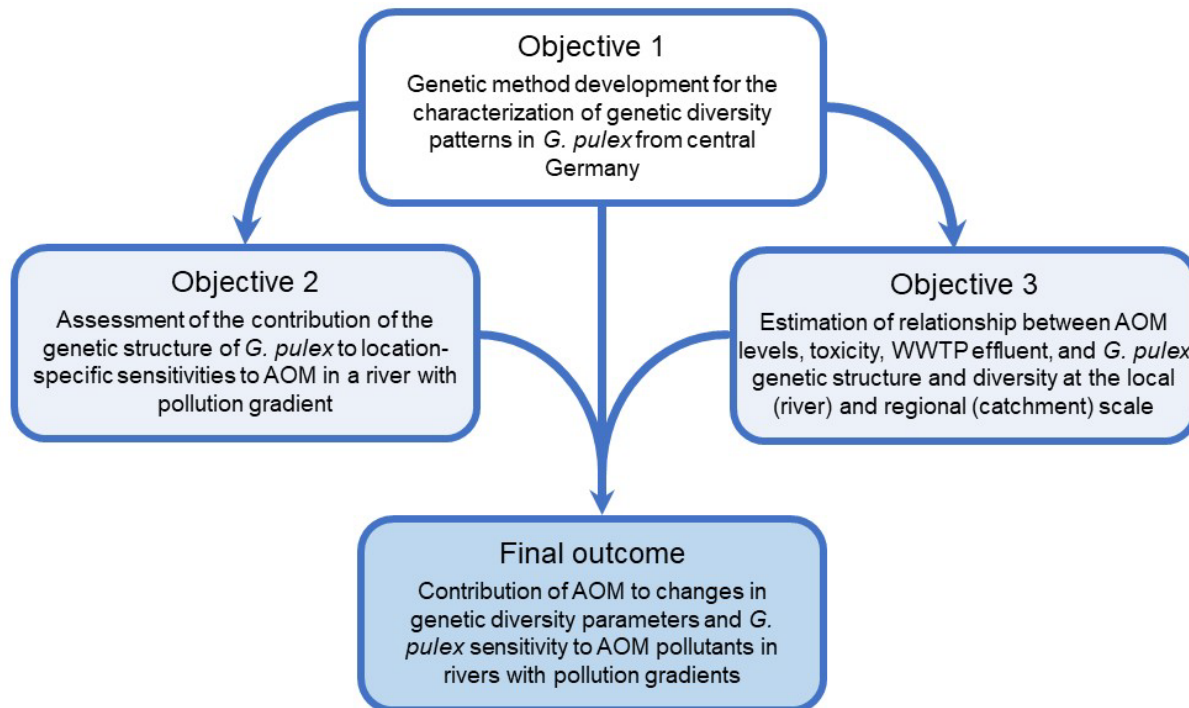 Objective 1
Genetic method development for the
characterization of genetic diversity
patterns in G. pulex from central
Germany
Objective 2
Assessment of the contribution of the
genetic structure of G. pulex to location-
specific sensitivities to AOM in a river with
pollution gradient
Objective 3
Estimation of relationship between AOM
levels, toxicity, WWTP effluent, and G. pulex
genetic structure and diversity at the local
(river) and regional (catchment) scale
Final outcome
Contribution of AOM to changes in
genetic diversity parameters and G.
pulex sensitivity to AOM pollutants in
rivers with pollution gradients